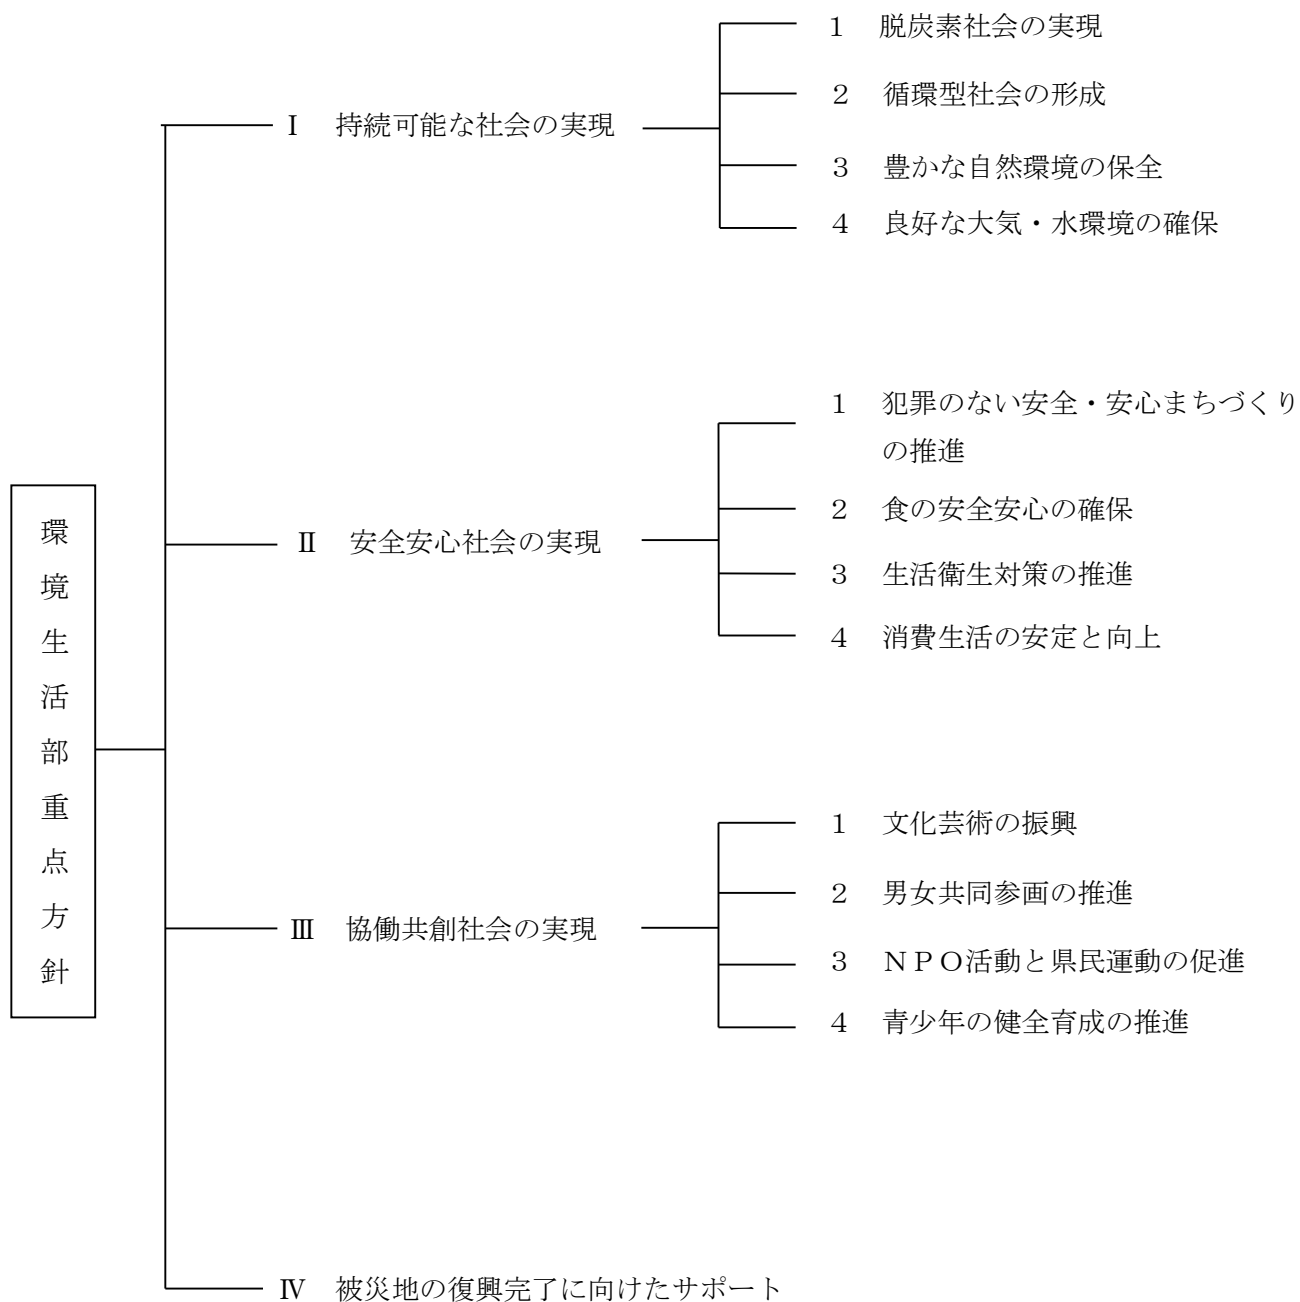 環境生活部重点方針
Ⅰ 持続可能な社会の実現
1 脱炭素社会の実現
2 循環型社会の形成
3 豊かな自然環境の保全
4 良好な大気・水環境の確保
Ⅱ 安全安心社会の実現
1 犯罪のない安全・安心まちづくり
の推進
2 食の安全安心の確保
3 生活衛生対策の推進
4 消費生活の安定と向上
Ⅲ 協働共創社会の実現
1 文化芸術の振興
2 男女共同参画の推進
3 ＮＰＯ活動と県民運動の促進
4 青少年の健全育成の推進
Ⅳ 被災地の復興完了に向けたサポート